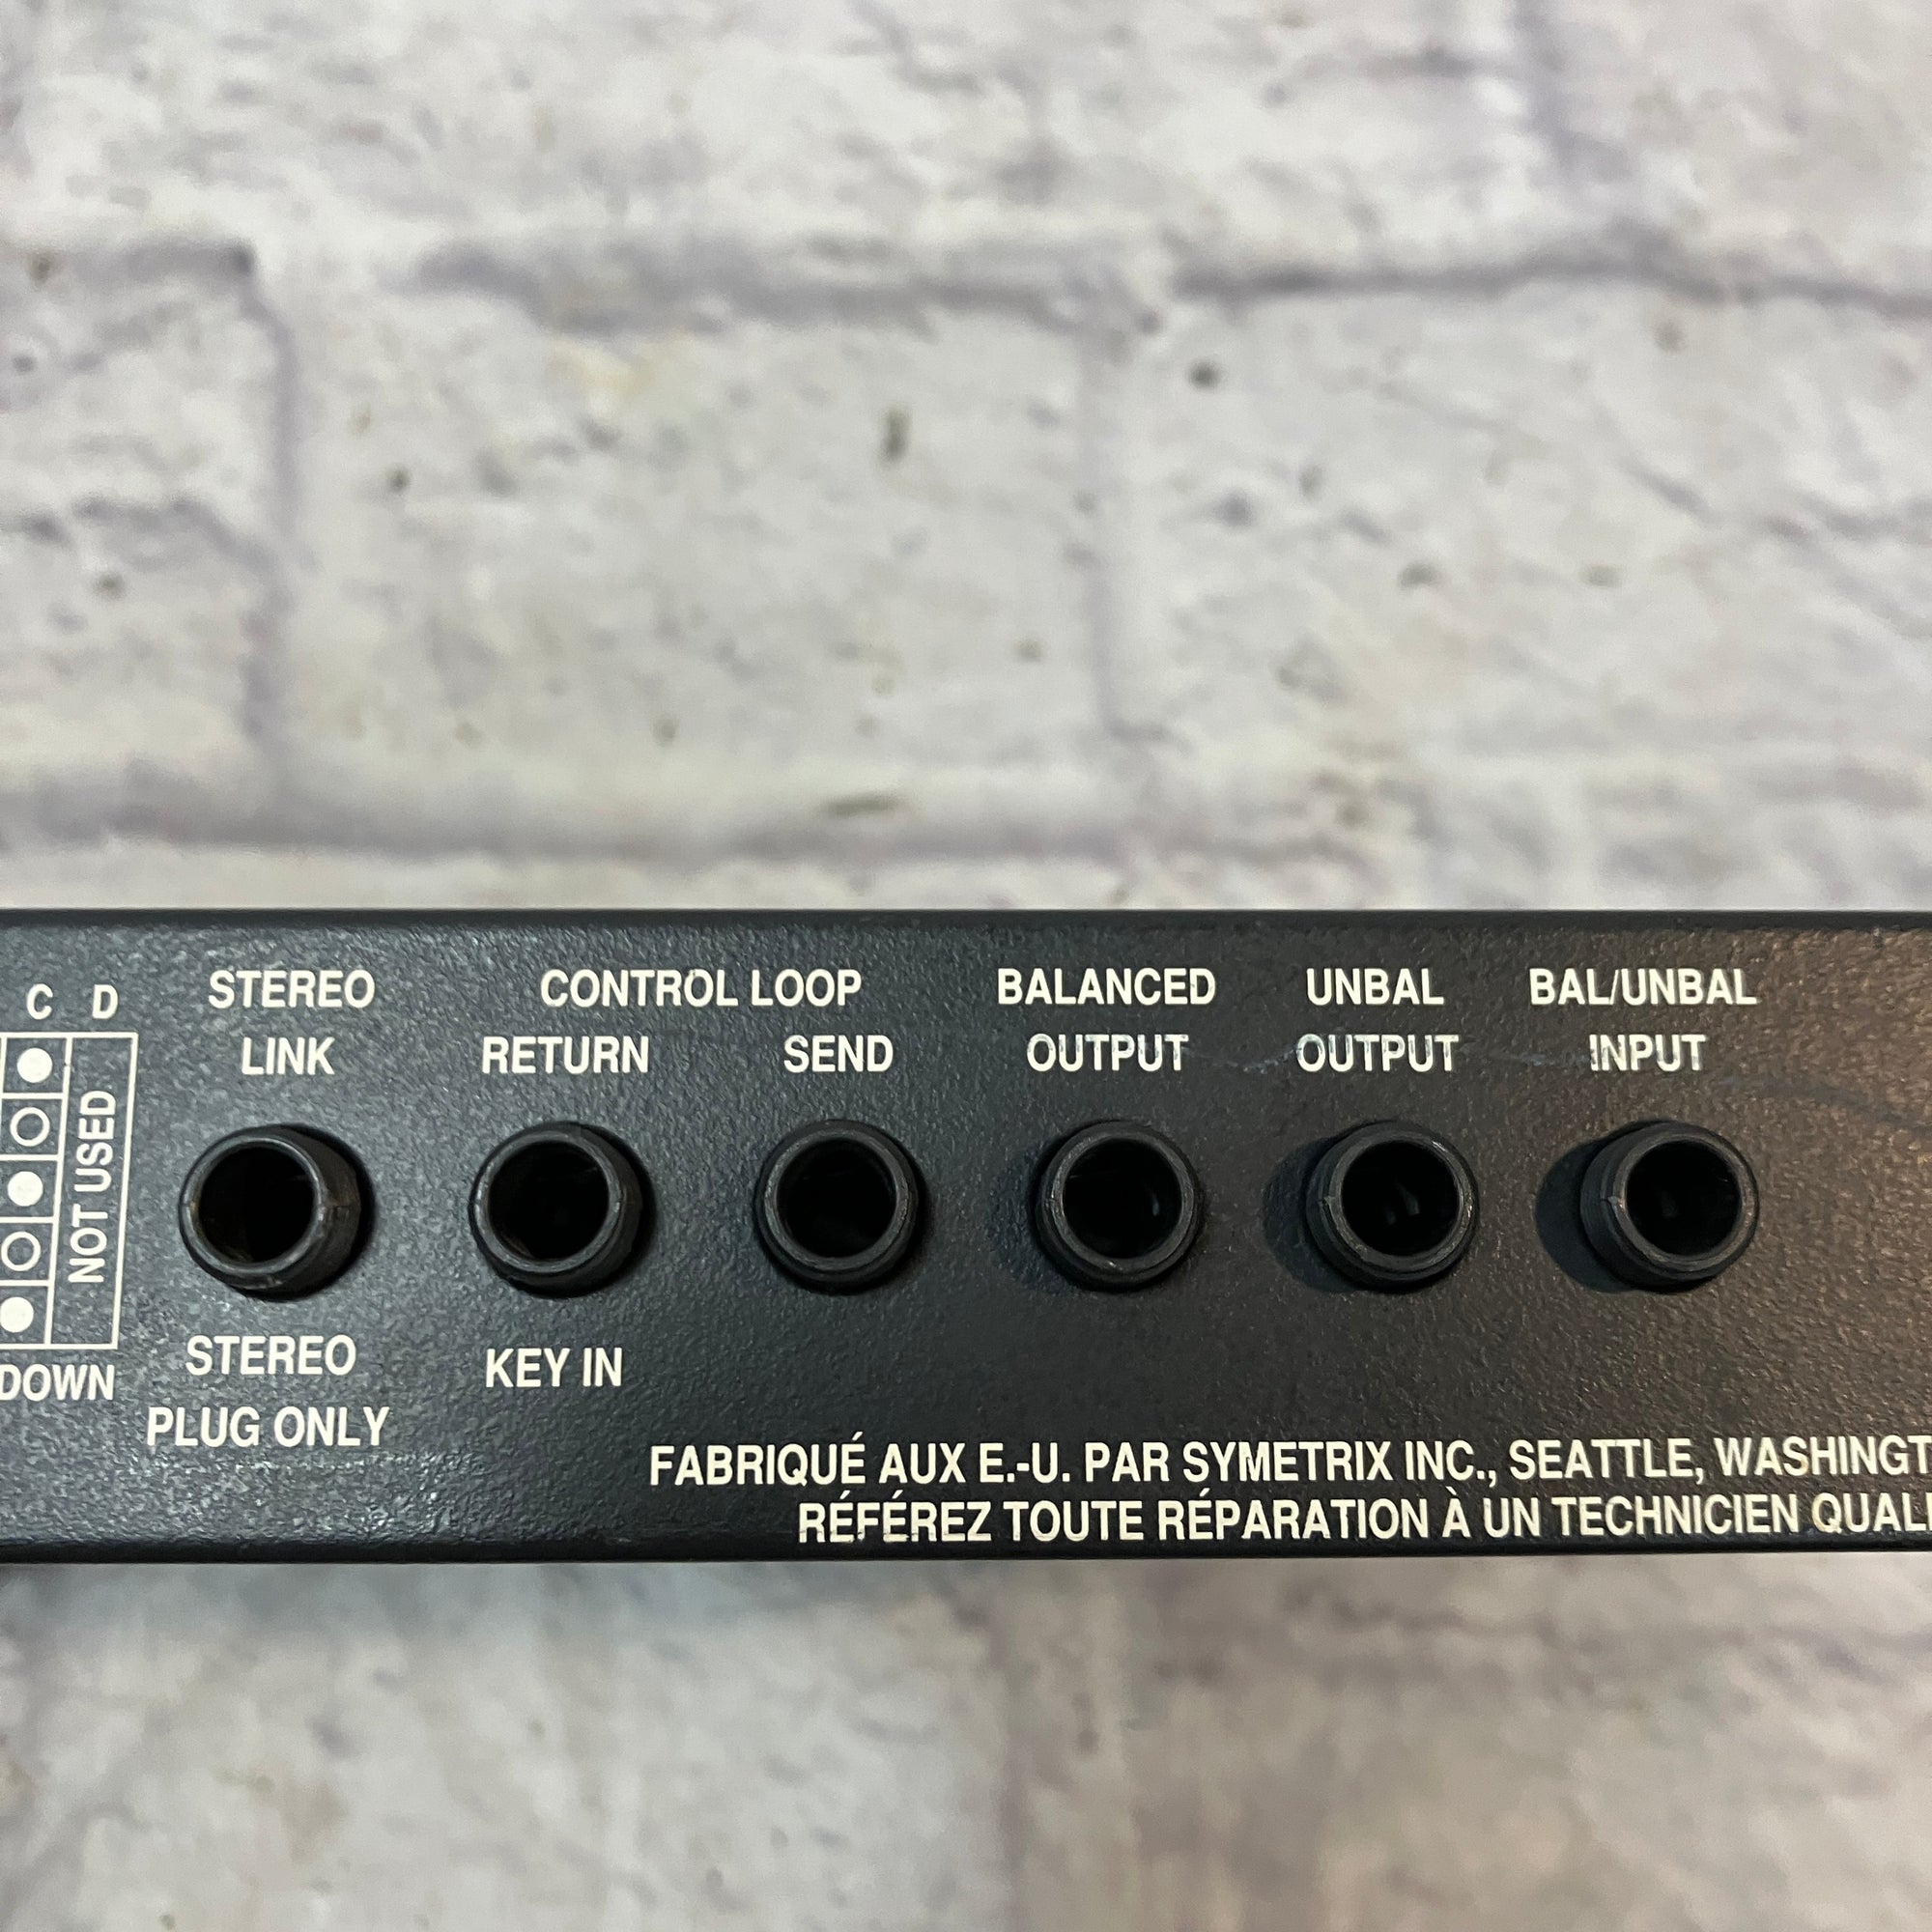 C D
NOT USED
DOWN
STEREO
LINK
STEREO
PLUG ONLY
CONTROL LOOP
RETURN SEND
KEY IN
BALANCED
OUTPUT
UNBAL
OUTPUT
BAL/UNBAL
INPUT
FABRIQUÉ AUX E.-U. PAR SYMETRIX INC., SEATTLE, WASHINGT
RÉFÉREZ TOUTE RÉPARATION À UN TECHNICIEN QUALI